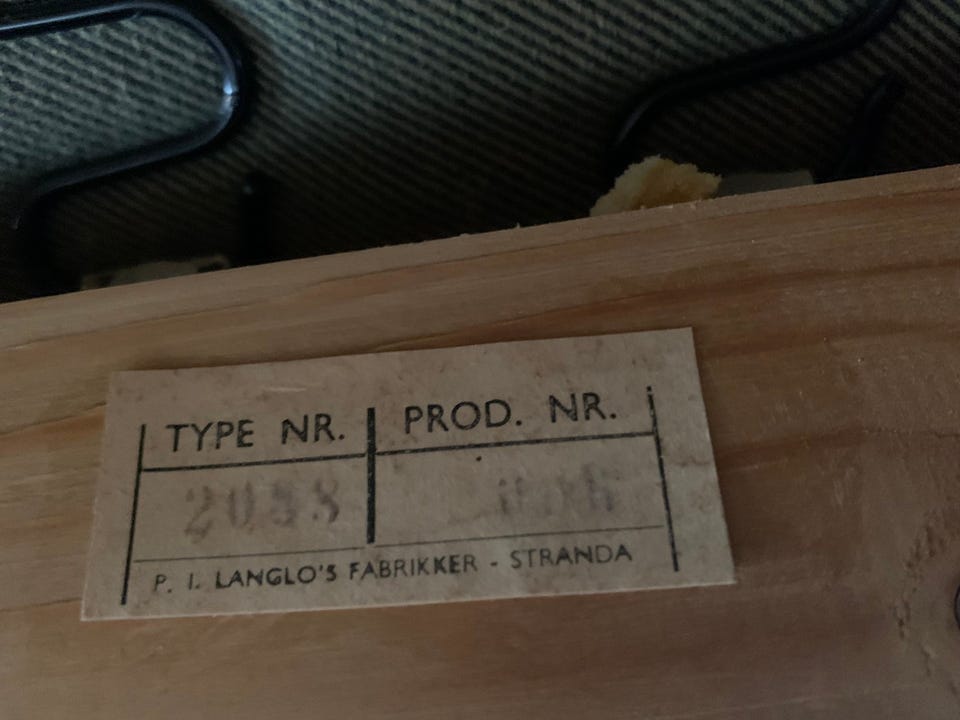 TYPE NR. PROD. NR.
P. I. LANGLO'S FABRIKKER - STRANDA